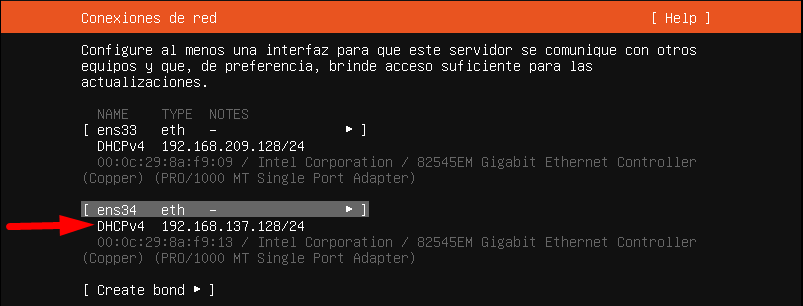 Conexiones de red [ Help ]
Configure al menos una interfaz para que este servidor se comunique con otros
equipos y que, de preferencia, brinde acceso suficiente para las
actualizaciones.
NAME TYPE NOTES
[ ens33 eth - ▸ ]
DHCPv4 192.168.209.128/24
00:0c:29:8a:f9:09 / Intel Corporation / 82545EM Gigabit Ethernet Controller
(Copper) (PRO/1000 MT Single Port Adapter)
[ ens34 eth - ▸ ]
DHCPv4 192.168.137.128/24
00:0c:29:8a:f9:13 / Intel Corporation / 82545EM Gigabit Ethernet Controller
(Copper) (PRO/1000 MT Single Port Adapter)
[ Create bond ▸ ]